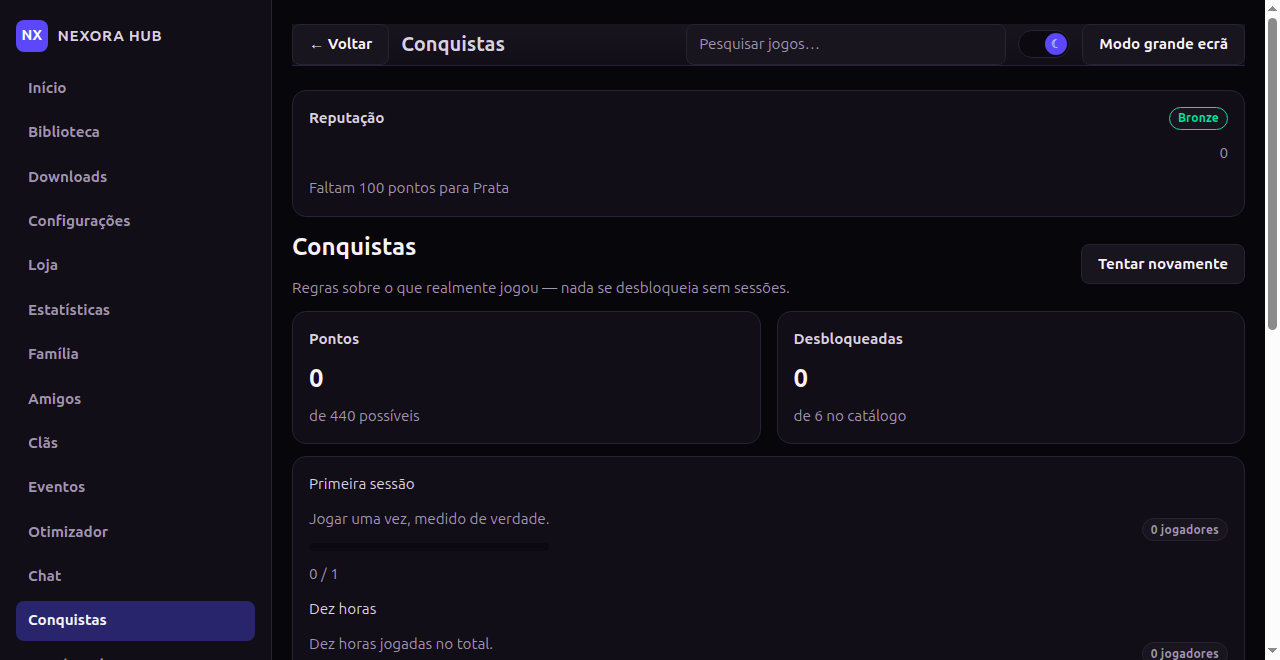 NX NEXORA HUB
Início
Biblioteca
Downloads
Configurações
Loja
Estatísticas
Família
Amigos
Clãs
Eventos
Otimizador
Chat
Conquistas
← Voltar
Conquistas
Pesquisar jogos…
Modo grande ecrã
Reputação
Bronze
0
Faltam 100 pontos para Prata
Conquistas
Tentar novamente
Regras sobre o que realmente jogou — nada se desbloqueia sem sessões.
Pontos
0
de 440 possíveis
Desbloqueadas
0
de 6 no catálogo
Primeira sessão
Jogar uma vez, medido de verdade.
0 jogadores
0 / 1
Dez horas
Dez horas jogadas no total.
0 jogadores